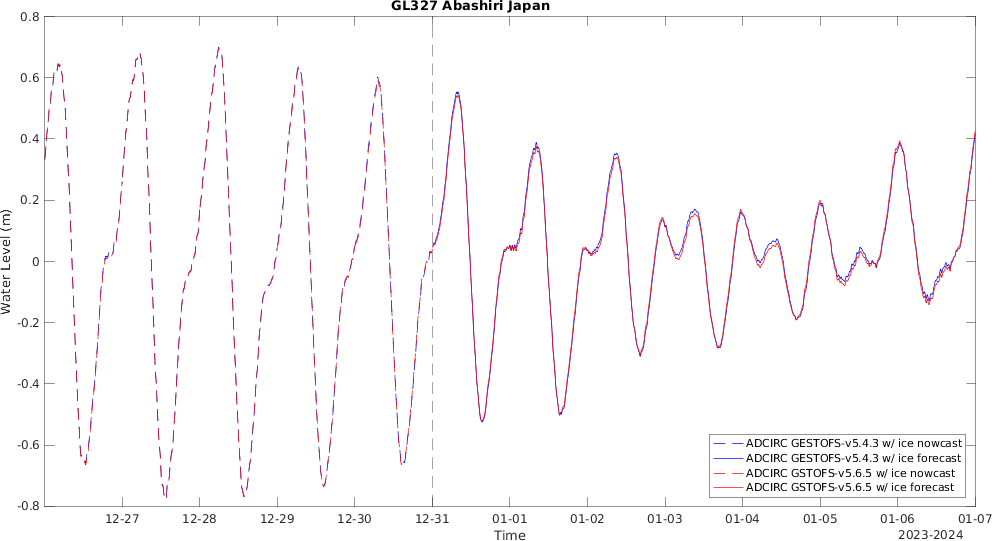 GL327 Abashiri Japan
0.8
0.6
0.4
0.2
0
-0.2
-0.4
-0.6
-0.8
Water Level (m)
ADCIRC GESTOFS-v5.4.3 w/ ice nowcast
ADCIRC GESTOFS-v5.4.3 w/ ice forecast
ADCIRC GSTOFS-v5.6.5 w/ ice nowcast
ADCIRC GSTOFS-v5.6.5 w/ ice forecast
12-27 12-28 12-29 12-30 12-31 01-01 01-02 01-03 01-04 01-05 01-06 01-07
Time
2023-2024